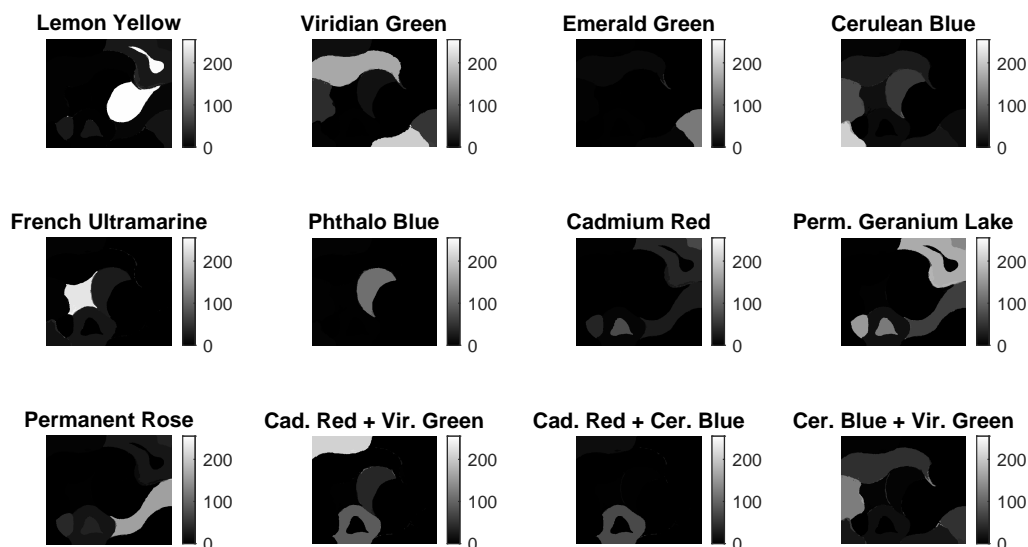 Lemon Yellow Viridian Green Emerald Green Cerulean Blue
200 200 200 200
100 100 100 100
0 0 0 0
French Ultramarine Phthalo Blue Cadmium Red Perm. Geranium Lake
200 200 200 200
100 100 100 100
0 0 0 0
Permanent Rose Cad. Red + Vir. Green Cad. Red + Cer. Blue Cer. Blue + Vir. Green
200 200 200 200
100 100 100 100
0 0 0 0